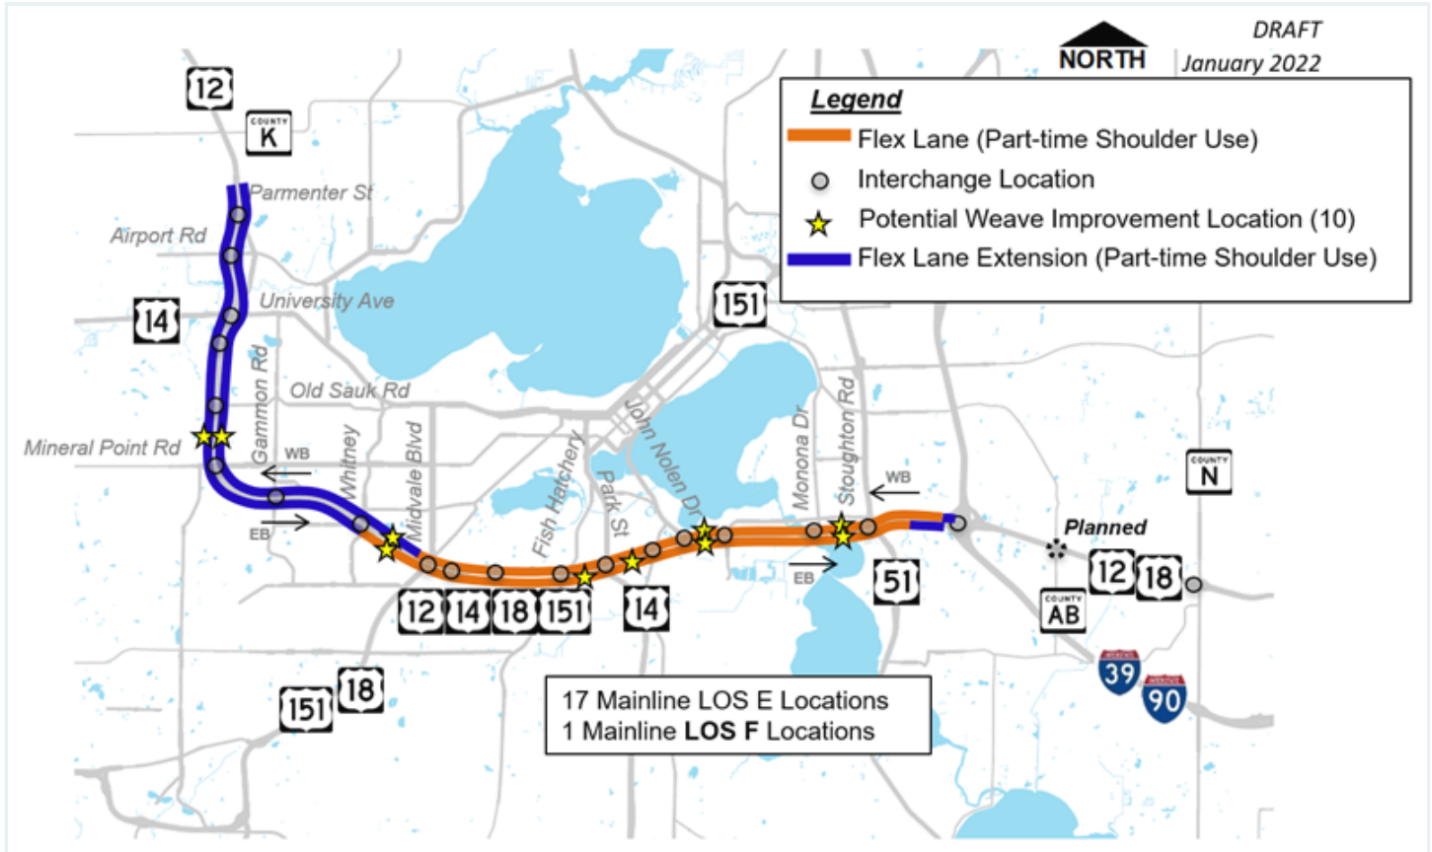 DRAFT
January 2022
NORTH
Legend
Flex Lane (Part-time Shoulder Use)
Interchange Location
Potential Weave Improvement Location (10)
Flex Lane Extension (Part-time Shoulder Use)
12
COUNTY
K
Parmenter St
Airport Rd
14
University Ave
151
Gammon Rd
Old Sauk Rd
Mineral Point Rd
WB
EB
Whitney
Midvale Blvd
Fish Hatchery
Park St
John Nolen Dr
Monona Dr
Stoughton Rd
WB
EB
COUNTY
N
Planned
12
18
COUNTY
AB
51
12
14
18
151
14
39
90
151
18
17 Mainline LOS E Locations
1 Mainline LOS F Locations